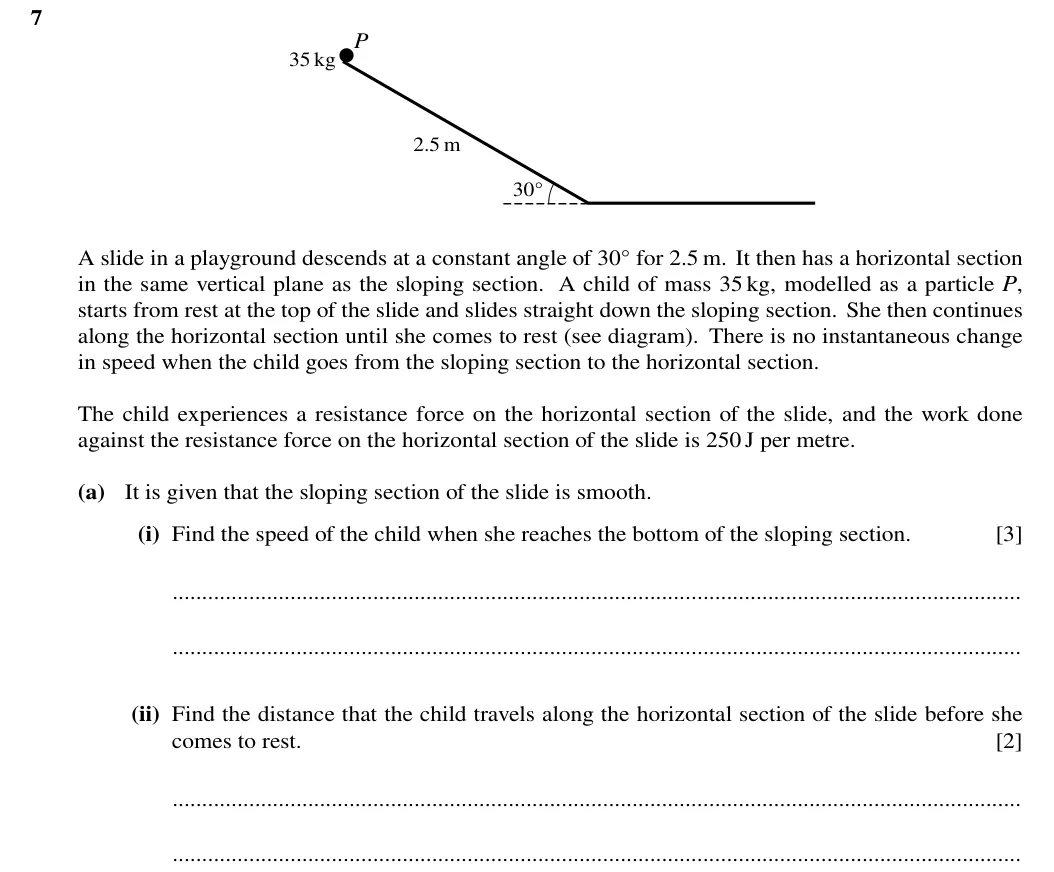 7
P
35 kg
2.5 m
30°
A slide in a playground descends at a constant angle of 30° for 2.5 m. It then has a horizontal section
in the same vertical plane as the sloping section. A child of mass 35 kg, modelled as a particle P,
starts from rest at the top of the slide and slides straight down the sloping section. She then continues
along the horizontal section until she comes to rest (see diagram). There is no instantaneous change
in speed when the child goes from the sloping section to the horizontal section.
The child experiences a resistance force on the horizontal section of the slide, and the work done
against the resistance force on the horizontal section of the slide is 250 J per metre.
(a) It is given that the sloping section of the slide is smooth.
(i) Find the speed of the child when she reaches the bottom of the sloping section. [3]
(ii) Find the distance that the child travels along the horizontal section of the slide before she
comes to rest. [2]